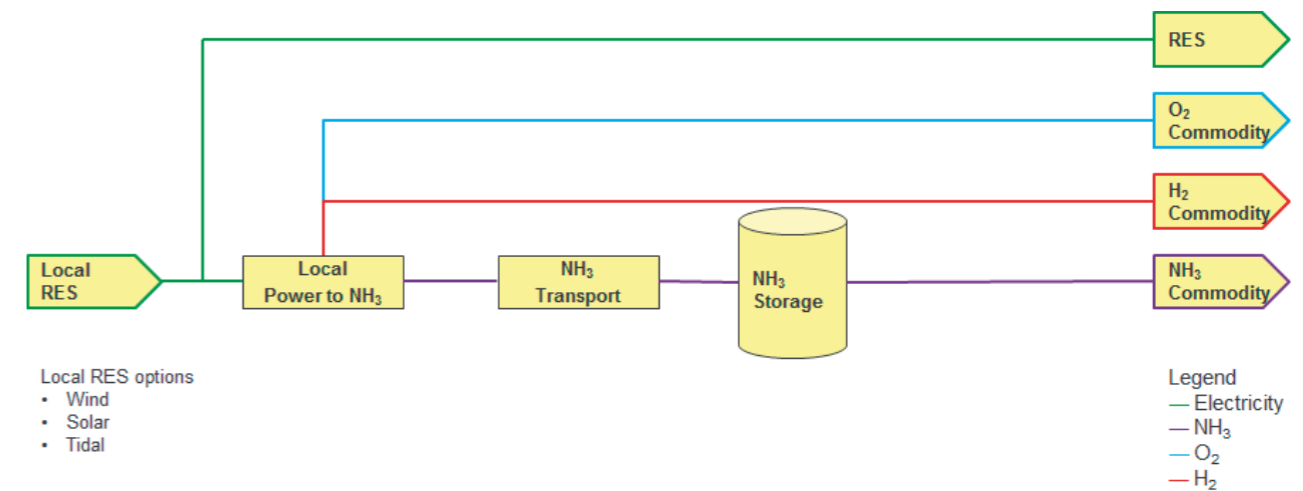 RES
O₂
Commodity
H₂
Commodity
Local
RES
Local
Power to NH₃
NH₃
Transport
NH₃
Storage
NH₃
Commodity
Local RES options
• Wind
• Solar
• Tidal
Legend
— Electricity
— NH₃
— O₂
— H₂